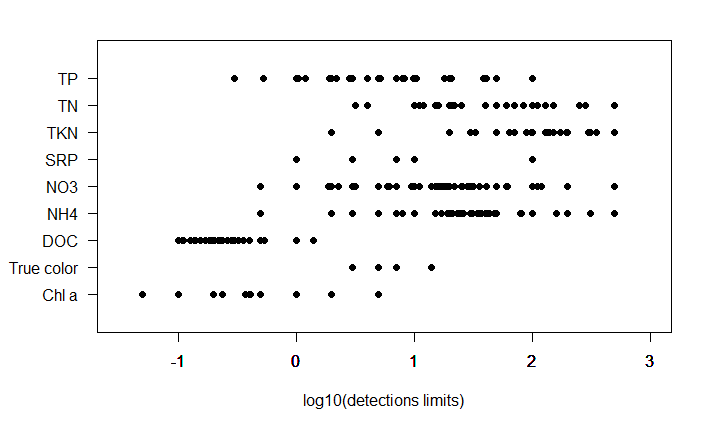 TP
TN
TKN
SRP
NO3
NH4
DOC
True color
Chl a
-1 0 1 2 3
log10(detections limits)